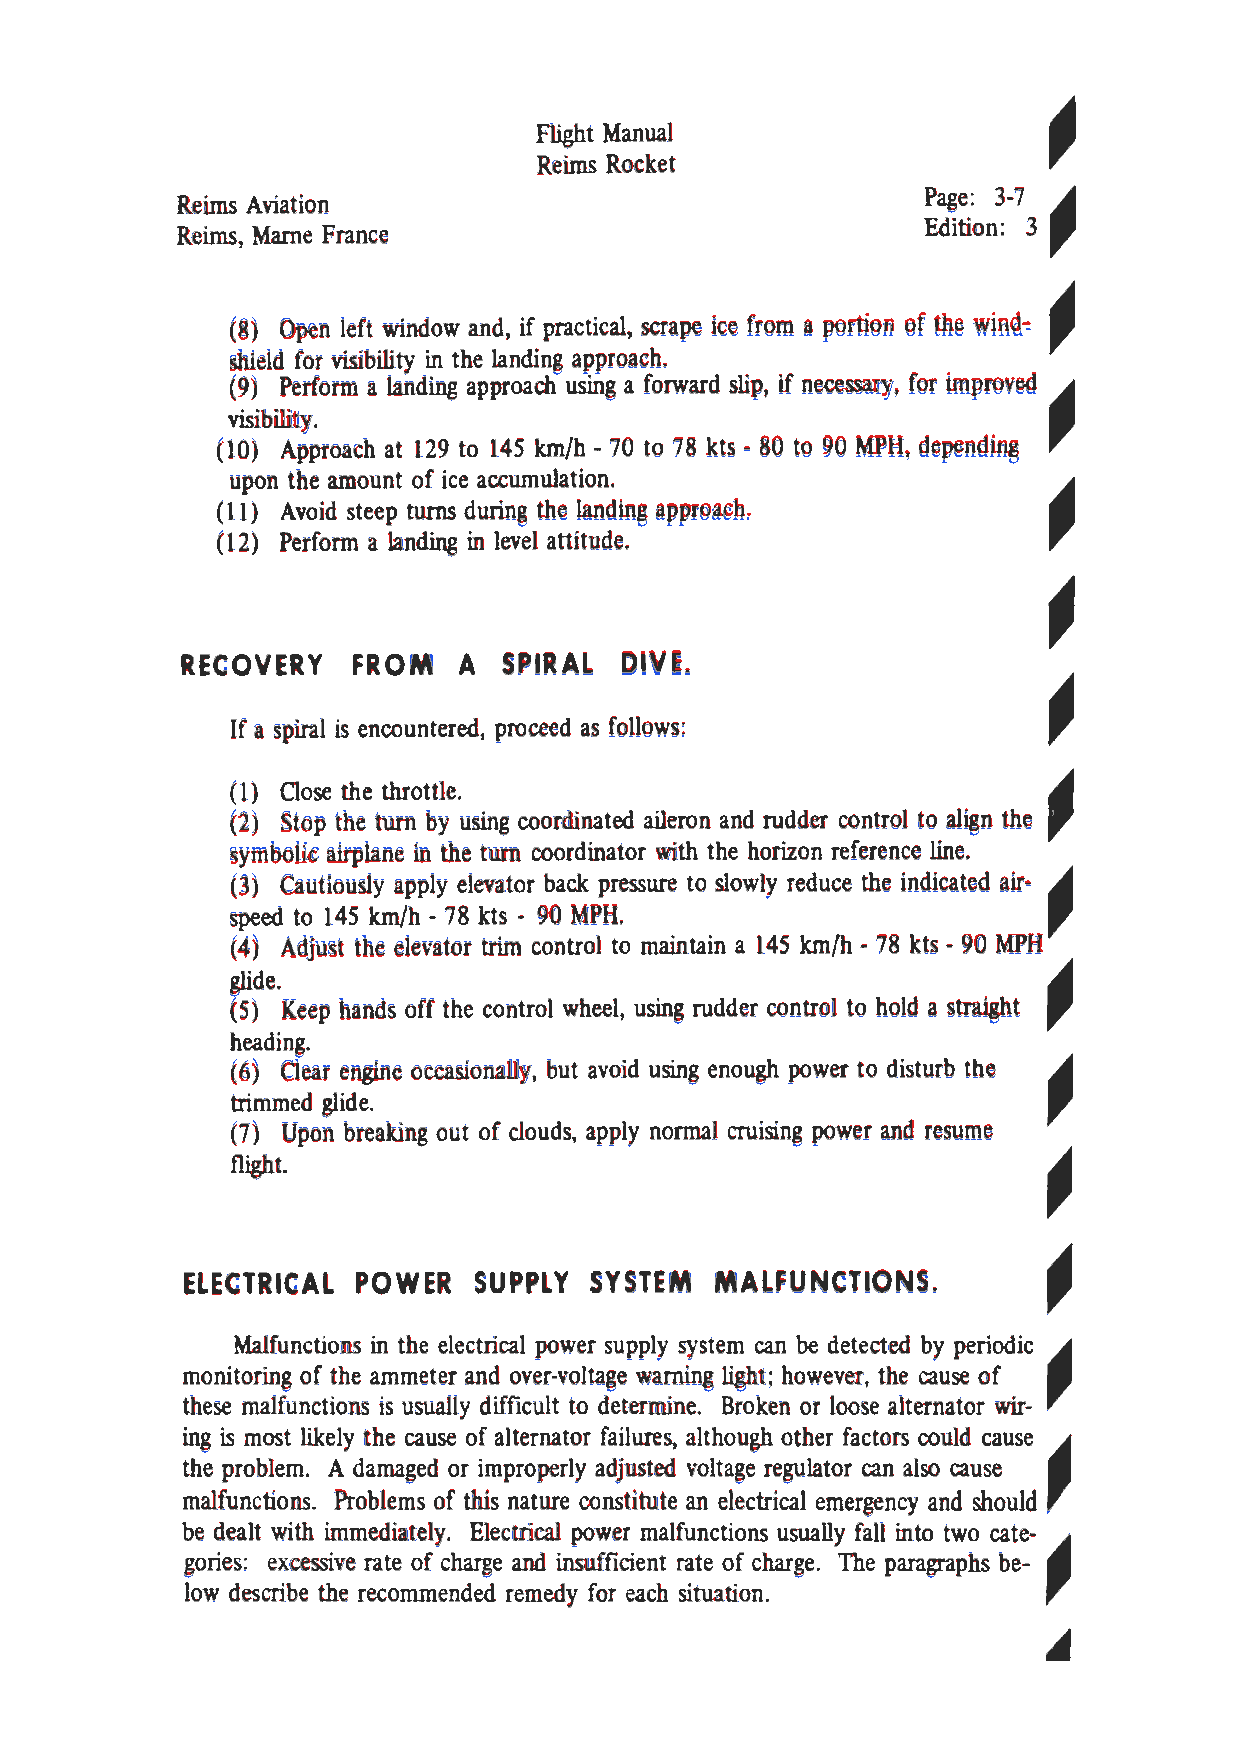 Flight Manual
Reims Rocket
Reims Aviation
Page: 3-7
Reims, Marne France
Edition: 3
(8) Open left window and, if practical, scrape ice from a portion of the wind-
shield for visibility in the landing approach.
(9) Perform a landing approach using a forward slip, if necessary, for improved
visibility.
(10) Approach at 129 to 145 km/h - 70 to 78 kts - 80 to 90 MPH, depending
upon the amount of ice accumulation.
(11) Avoid steep turns during the landing approach.
(12) Perform a landing in level attitude.
RECOVERY FROM A SPIRAL DIVE.
If a spiral is encountered, proceed as follows:
(1) Close the throttle.
(2) Stop the turn by using coordinated aileron and rudder control to align the
symbolic airplane in the turn coordinator with the horizon reference line.
(3) Cautiously apply elevator back pressure to slowly reduce the indicated air-
speed to 145 km/h - 78 kts - 90 MPH.
(4) Adjust the elevator trim control to maintain a 145 km/h - 78 kts - 90 MPH
glide.
(5) Keep hands off the control wheel, using rudder control to hold a straight
heading.
(6) Clear engine occasionally, but avoid using enough power to disturb the
trimmed glide.
(7) Upon breaking out of clouds, apply normal cruising power and resume
flight.
ELECTRICAL POWER SUPPLY SYSTEM MALFUNCTIONS.
Malfunctions in the electrical power supply system can be detected by periodic
monitoring of the ammeter and over-voltage warning light; however, the cause of
these malfunctions is usually difficult to determine. Broken or loose alternator wir-
ing is most likely the cause of alternator failures, although other factors could cause
the problem. A damaged or improperly adjusted voltage regulator can also cause
malfunctions. Problems of this nature constitute an electrical emergency and should
be dealt with immediately. Electrical power malfunctions usually fall into two cate-
gories: excessive rate of charge and insufficient rate of charge. The paragraphs be-
low describe the recommended remedy for each situation.